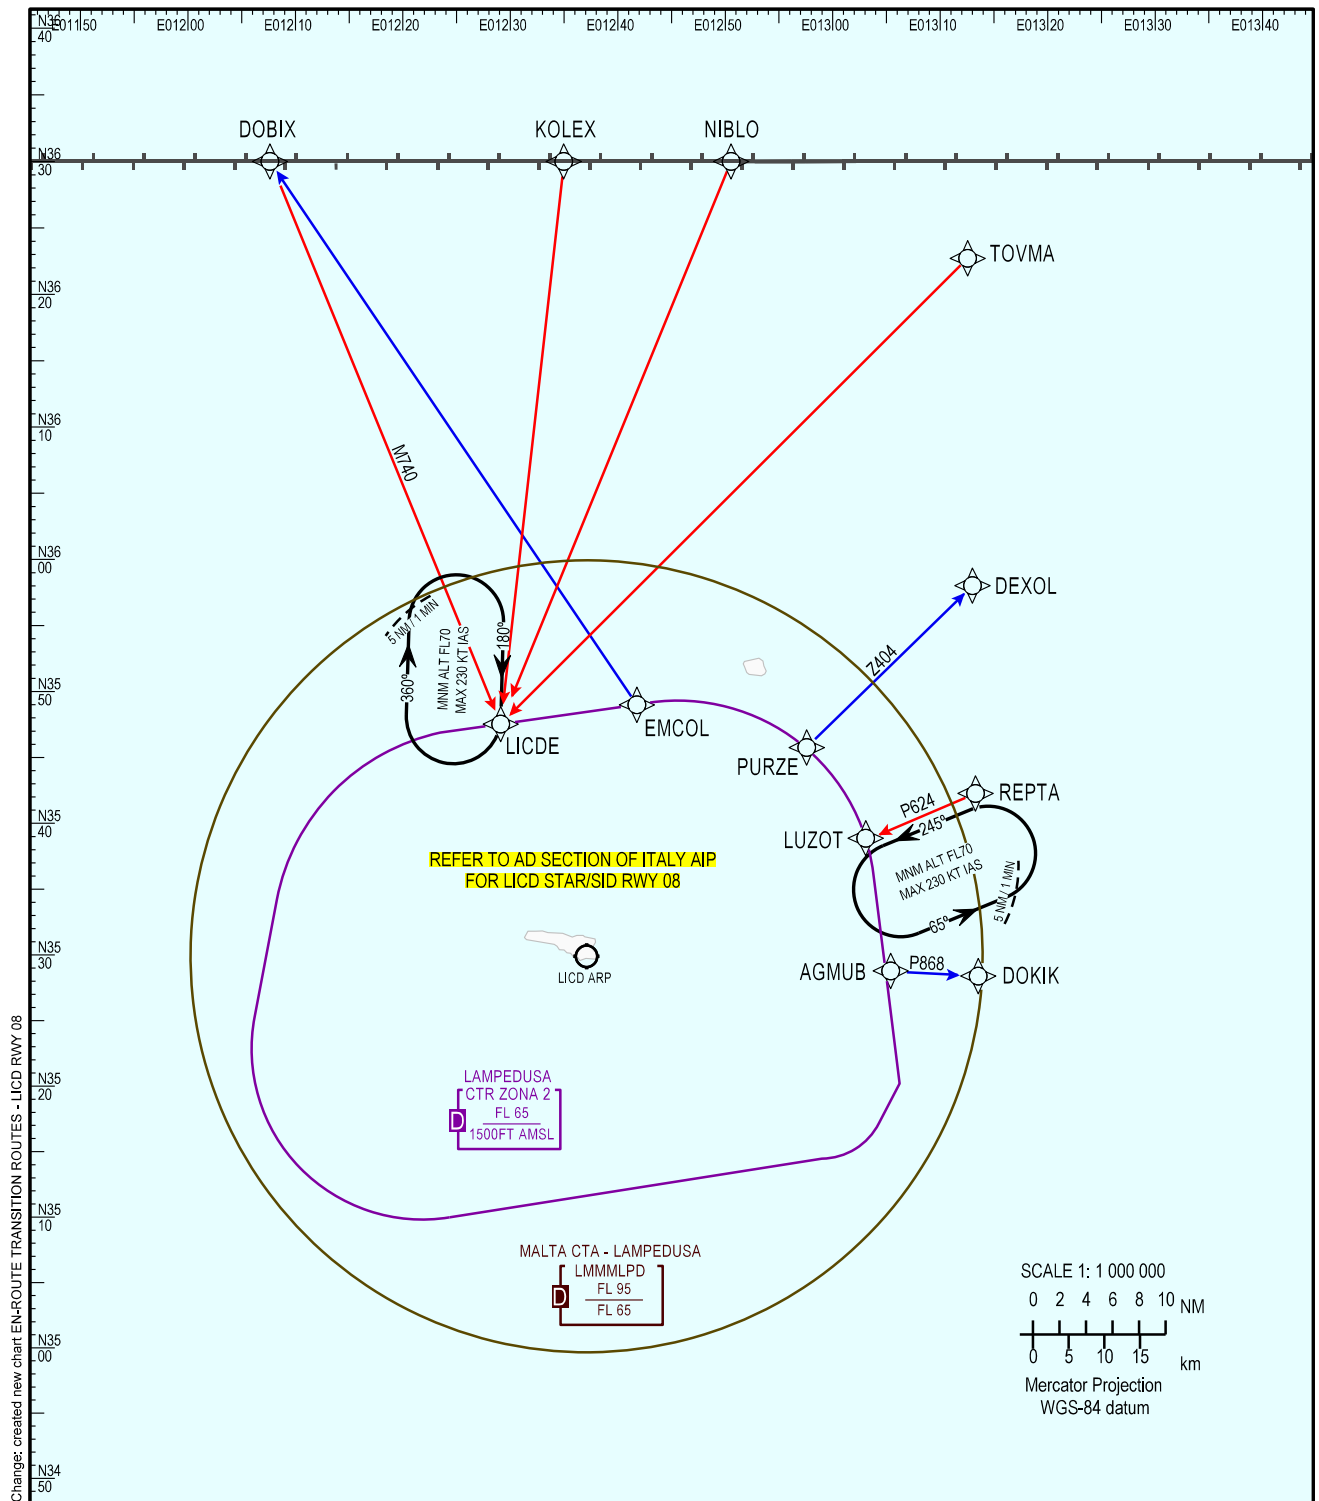 E011|50 E012|00 E012|10 E012|20 E012|30 E012|40 E012|50 E013|00 E013|10 E013|20 E013|30 E013|40
N36
40
DOBIX KOLEX NIBLO
N36
30
TOVMA
N36
20
N36
10
M740
N36
00
DEXOL
5 NM / 1 MIN
180°
360°
MNM ALT FL70
MAX 230 KT IAS
Z404
N35
50
EMCOL
LICDE
PURZE
REPTA
P624
N35
40
LUZOT
245°
MNM ALT FL70
MAX 230 KT IAS
5 NM / 1 MIN
65°
REFER TO AD SECTION OF ITALY AIP
FOR LICD STAR/SID RWY 08
N35
30
LICD ARP
AGMUB P868 DOKIK
N35
20
LAMPEDUSA
CTR ZONA 2
D
FL 65
1500FT AMSL
N35
10
MALTA CTA - LAMPEDUSA
LMMMLPD
D
FL 95
FL 65
SCALE 1: 1 000 000
0 2 4 6 8 10 NM
0 5 10 15 km
Mercator Projection
WGS-84 datum
N35
00
N34
50
Change: created new chart EN-ROUTE TRANSITION ROUTES - LICD RWY 08